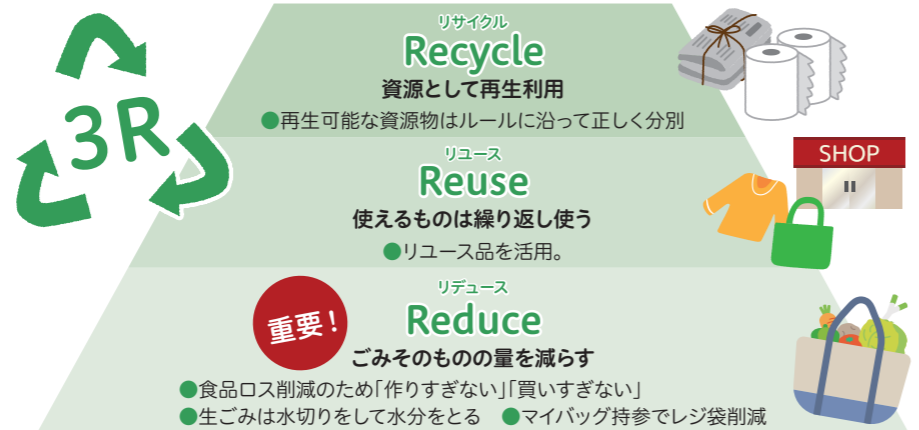 3R
リサイクル
Recycle
資源として再生利用
●再生可能な資源物はルールに沿って正しく分別
リユース
Reuse
使えるものは繰り返し使う
●リユース品を活用。
SHOP
重要！
リデュース
Reduce
ごみそのものの量を減らす
●食品ロス削減のため「作りすぎない」「買いすぎない」
●生ごみは水切りをして水分をとる ●マイバッグ持参でレジ袋削減